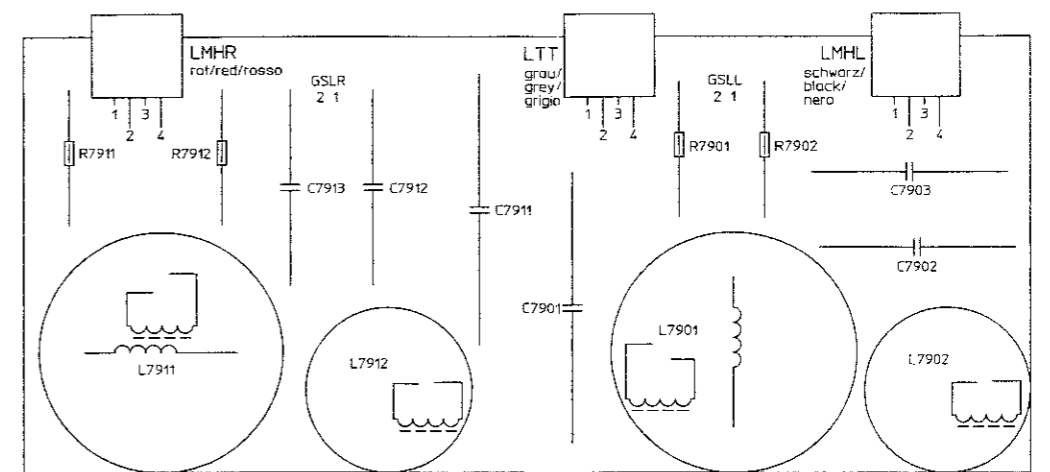 LMHR
rot/red/rosso
1 3
2 4
R7911
R7912
GSLR
2 1
C7913
C7912
C7911
LTT
grau/
grey/
grigio
1 3
2 4
GSLL
2 1
R7901
R7902
LMHL
schwarz/
black/
nero
1 3
2 4
C7903
C7902
C7901
L7911
L7912
L7901
L7902